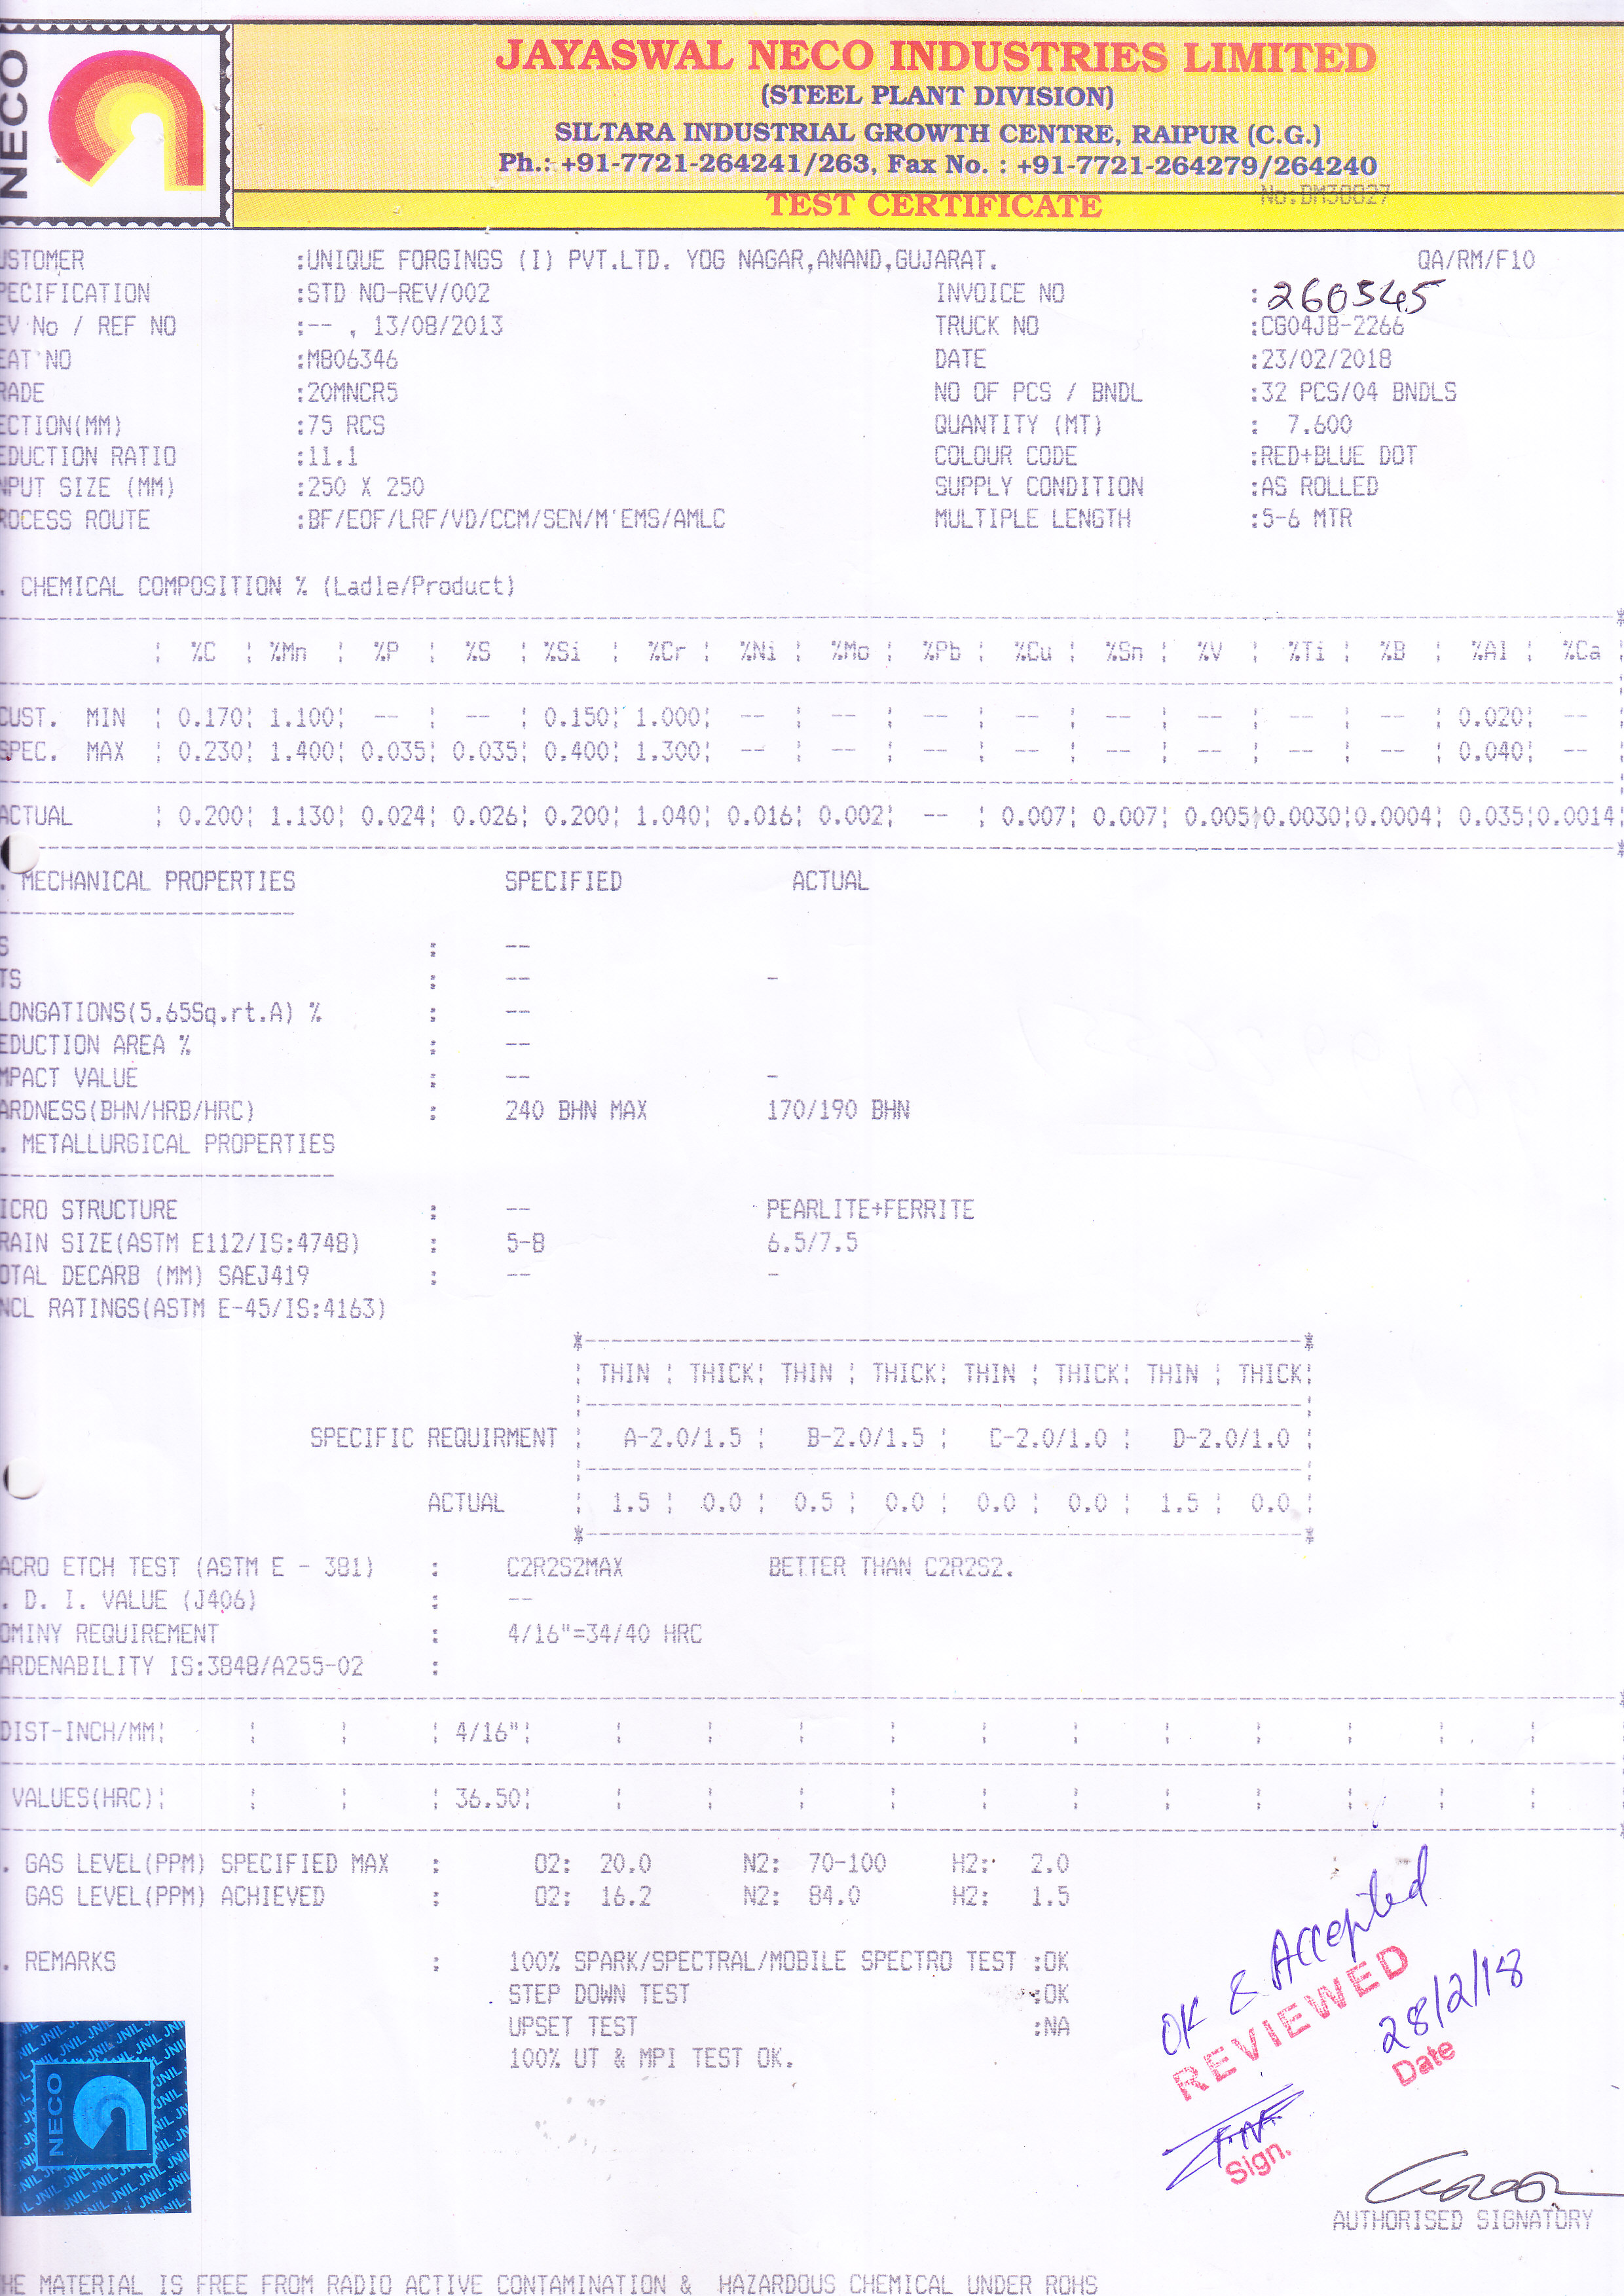 NECO
JAYASWAL NECO INDUSTRIES LIMITED
(STEEL PLANT DIVISION)
SILTARA INDUSTRIAL GROWTH CENTRE, RAIPUR (C.G.)
Ph.: +91-7721-264241/263, Fax No. : +91-7721-264279/264240
TEST CERTIFICATE No:BM30027
USTOMER :UNIQUE FORGINGS (I) PVT.LTD. YOG NAGAR,ANAND,GUJARAT. QA/RM/F10
PECIFICATION :STD NO-REV/002 INVOICE NO : 260345
EV No / REF NO :-- , 13/08/2013 TRUCK NO :CG04JB-2266
EAT NO :MB06346 DATE :23/02/2018
RADE :20MNCR5 NO OF PCS / BNDL :32 PCS/04 BNDLS
ECTION(MM) :75 RCS QUANTITY (MT) : 7.600
EDUCTION RATIO :11.1 COLOUR CODE :RED+BLUE DOT
NPUT SIZE (MM) :250 X 250 SUPPLY CONDITION :AS ROLLED
ROCESS ROUTE :BF/EOF/LRF/VD/CCM/SEN/M'EMS/AMLC MULTIPLE LENGTH :5-6 MTR
. CHEMICAL COMPOSITION % (Ladle/Product)
¦ %C ¦ %Mn ¦ %P ¦ %S ¦ %Si ¦ %Cr ¦ %Ni ¦ %Mo ¦ %Pb ¦ %Cu ¦ %Sn ¦ %V ¦ %Ti ¦ %B ¦ %Al ¦ %Ca ¦
CUST. MIN ¦ 0.170¦ 1.100¦ -- ¦ -- ¦ 0.150¦ 1.000¦ -- ¦ -- ¦ -- ¦ -- ¦ -- ¦ -- ¦ -- ¦ -- ¦ 0.020¦ -- ¦
SPEC. MAX ¦ 0.230¦ 1.400¦ 0.035¦ 0.035¦ 0.400¦ 1.300¦ -- ¦ -- ¦ -- ¦ -- ¦ -- ¦ -- ¦ -- ¦ -- ¦ 0.040¦ -- ¦
ACTUAL ¦ 0.200¦ 1.130¦ 0.024¦ 0.026¦ 0.200¦ 1.040¦ 0.016¦ 0.002¦ -- ¦ 0.007¦ 0.007¦ 0.005¦0.0030¦0.0004¦ 0.035¦0.0014¦
. MECHANICAL PROPERTIES SPECIFIED ACTUAL
S : --
TS : -- -
LONGATIONS(5.65Sq.rt.A) % : --
EDUCTION AREA % : --
MPACT VALUE : -- -
ARDNESS(BHN/HRB/HRC) : 240 BHN MAX 170/190 BHN
. METALLURGICAL PROPERTIES
ICRO STRUCTURE : -- PEARLITE+FERRITE
RAIN SIZE(ASTM E112/IS:4748) : 5-8 6.5/7.5
OTAL DECARB (MM) SAEJ419 : -- -
NCL RATINGS(ASTM E-45/IS:4163)
¦ THIN ¦ THICK¦ THIN ¦ THICK¦ THIN ¦ THICK¦ THIN ¦ THICK¦
SPECIFIC REQUIRMENT ¦ A-2.0/1.5 ¦ B-2.0/1.5 ¦ C-2.0/1.0 ¦ D-2.0/1.0 ¦
ACTUAL ¦ 1.5 ¦ 0.0 ¦ 0.5 ¦ 0.0 ¦ 0.0 ¦ 0.0 ¦ 1.5 ¦ 0.0 ¦
ACRO ETCH TEST (ASTM E - 381) : C2R2S2MAX BETTER THAN C2R2S2.
. D. I. VALUE (J406) : --
OMINY REQUIREMENT : 4/16"=34/40 HRC
ARDENABILITY IS:3848/A255-02 :
DIST-INCH/MM¦ ¦ ¦ ¦ 4/16"¦ ¦ ¦ ¦ ¦ ¦ ¦ ¦ ¦ ¦ ¦ ¦
VALUES(HRC)¦ ¦ ¦ ¦ 36.50¦ ¦ ¦ ¦ ¦ ¦ ¦ ¦ ¦ ¦ ¦ ¦
. GAS LEVEL(PPM) SPECIFIED MAX : O2: 20.0 N2: 70-100 H2: 2.0
GAS LEVEL(PPM) ACHIEVED : O2: 16.2 N2: 84.0 H2: 1.5
. REMARKS : 100% SPARK/SPECTRAL/MOBILE SPECTRO TEST :OK
STEP DOWN TEST :OK
UPSET TEST :NA
100% UT & MPI TEST OK.
OK & Accepted
REVIEWED
28/2/18
Date
Sign.
NECO
JNIL JNIL JNIL JNIL
AUTHORISED SIGNATORY
HE MATERIAL IS FREE FROM RADIO ACTIVE CONTAMINATION & HAZARDOUS CHEMICAL UNDER ROHS